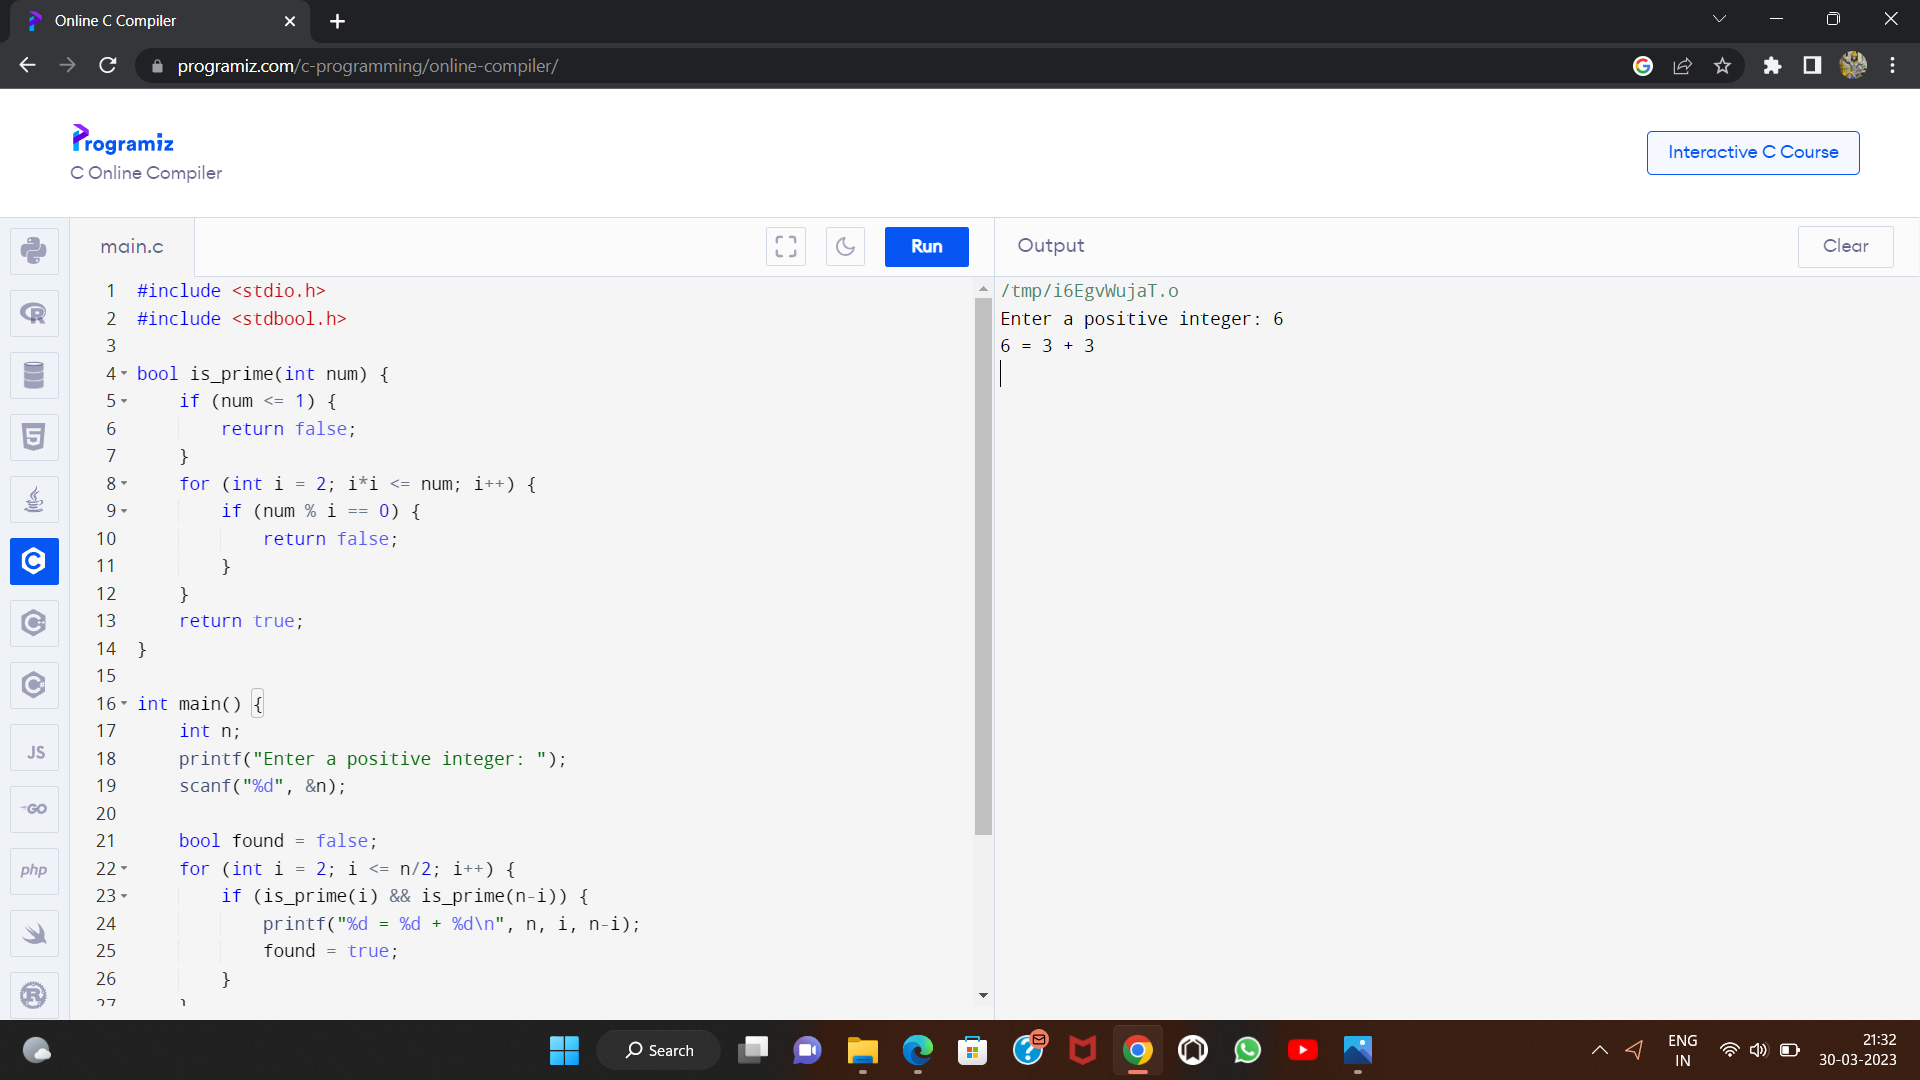 Online C Compiler
programiz.com/c-programming/online-compiler/
Programiz
C Online Compiler
Interactive C Course
main.c
Run
Output
Clear
1 #include <stdio.h>
2 #include <stdbool.h>
3
4 bool is_prime(int num) {
5 if (num <= 1) {
6 return false;
7 }
8 for (int i = 2; i*i <= num; i++) {
9 if (num % i == 0) {
10 return false;
11 }
12 }
13 return true;
14 }
15
16 int main() {
17 int n;
18 printf("Enter a positive integer: ");
19 scanf("%d", &n);
20
21 bool found = false;
22 for (int i = 2; i <= n/2; i++) {
23 if (is_prime(i) && is_prime(n-i)) {
24 printf("%d = %d + %d\n", n, i, n-i);
25 found = true;
26 }
27 }
/tmp/i6EgvWujaT.o
Enter a positive integer: 6
6 = 3 + 3
JS
GO
php
Search
ENG
IN
21:32
30-03-2023